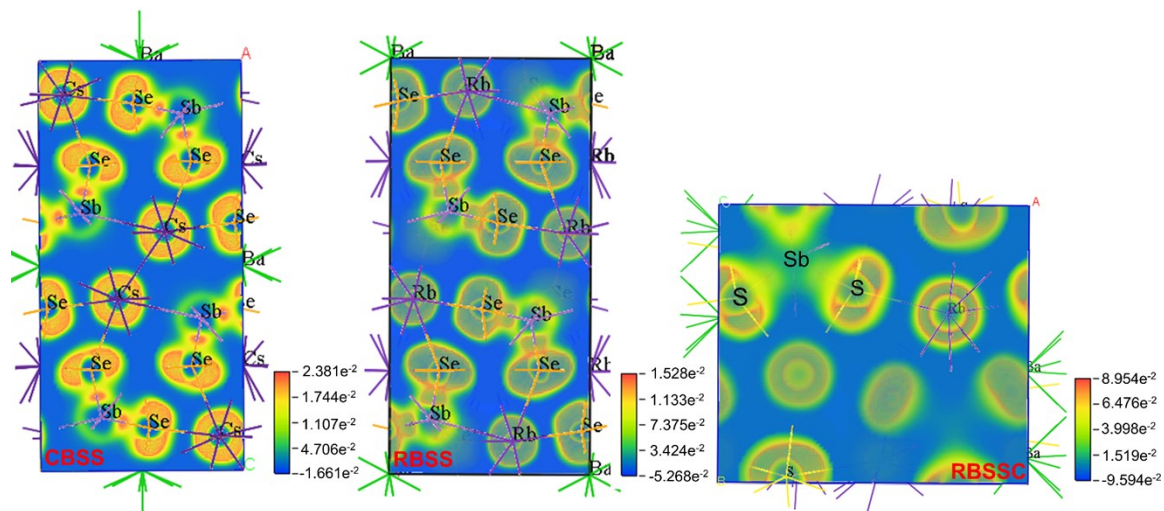 Ba
A
Cs
Se
Sb
Se
Se
Cs
Sb
Cs
Se
Ba
Cs
Sb
Se
Se
Cs
Sb
Se
Cs
CBSS
C
2.381e⁻²
1.744e⁻²
1.107e⁻²
4.706e⁻²
-1.661e⁻²
Ba
Ba
Se
Rb
Sb
Se
Se
Rb
Sb
Se
Rb
Rb
Se
Sb
Se
Se
Rb
Sb
Rb
Se
RBSS
Ba
1.528e⁻²
1.133e⁻²
7.375e⁻²
3.424e⁻²
-5.268e⁻²
A
Sb
S
S
Rb
Ba
Ba
s
RBSSC
8.954e⁻²
6.476e⁻²
3.998e⁻²
1.519e⁻²
-9.594e⁻²